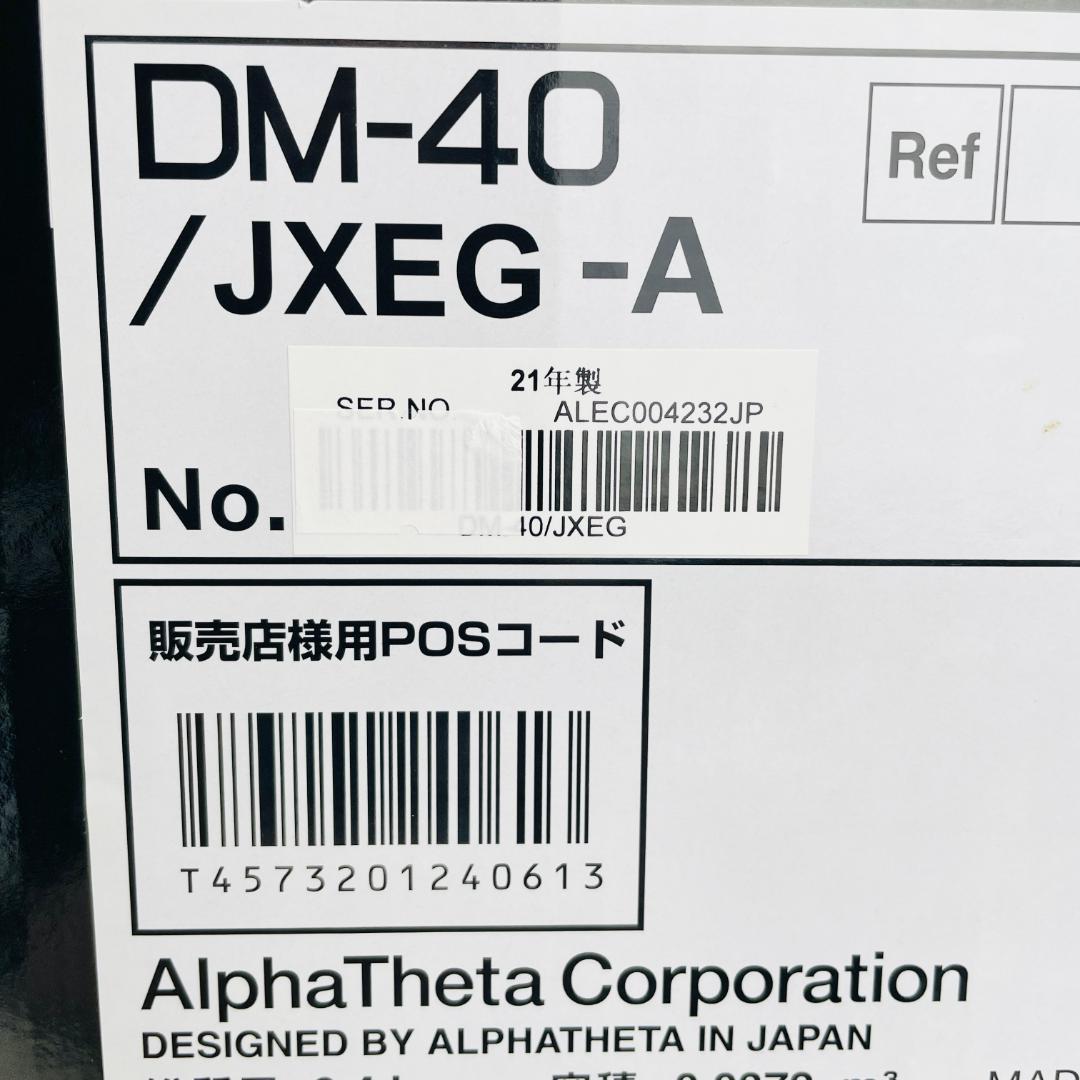 DM-40
Ref
/JXEG -A
21年製
SER.NO
ALEC004232JP
No.
DM-40/JXEG
販売店様用POSコード
T4573201240613
AlphaTheta Corporation
DESIGNED BY ALPHATHETA IN JAPAN